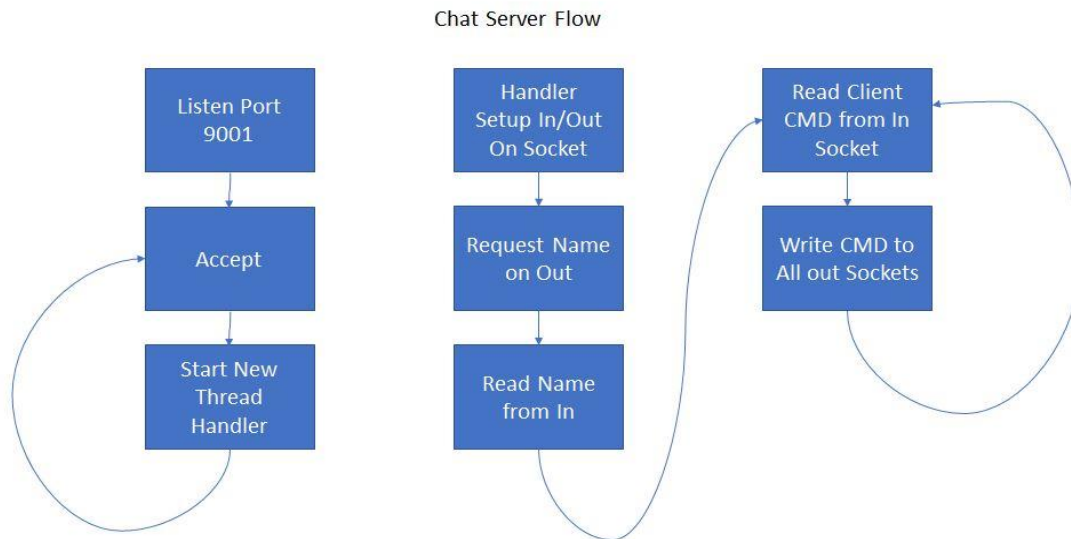 Chat Server Flow
Listen Port
9001
Accept
Start New
Thread
Handler
Handler
Setup In/Out
On Socket
Request Name
on Out
Read Name
from In
Read Client
CMD from In
Socket
Write CMD to
All out Sockets